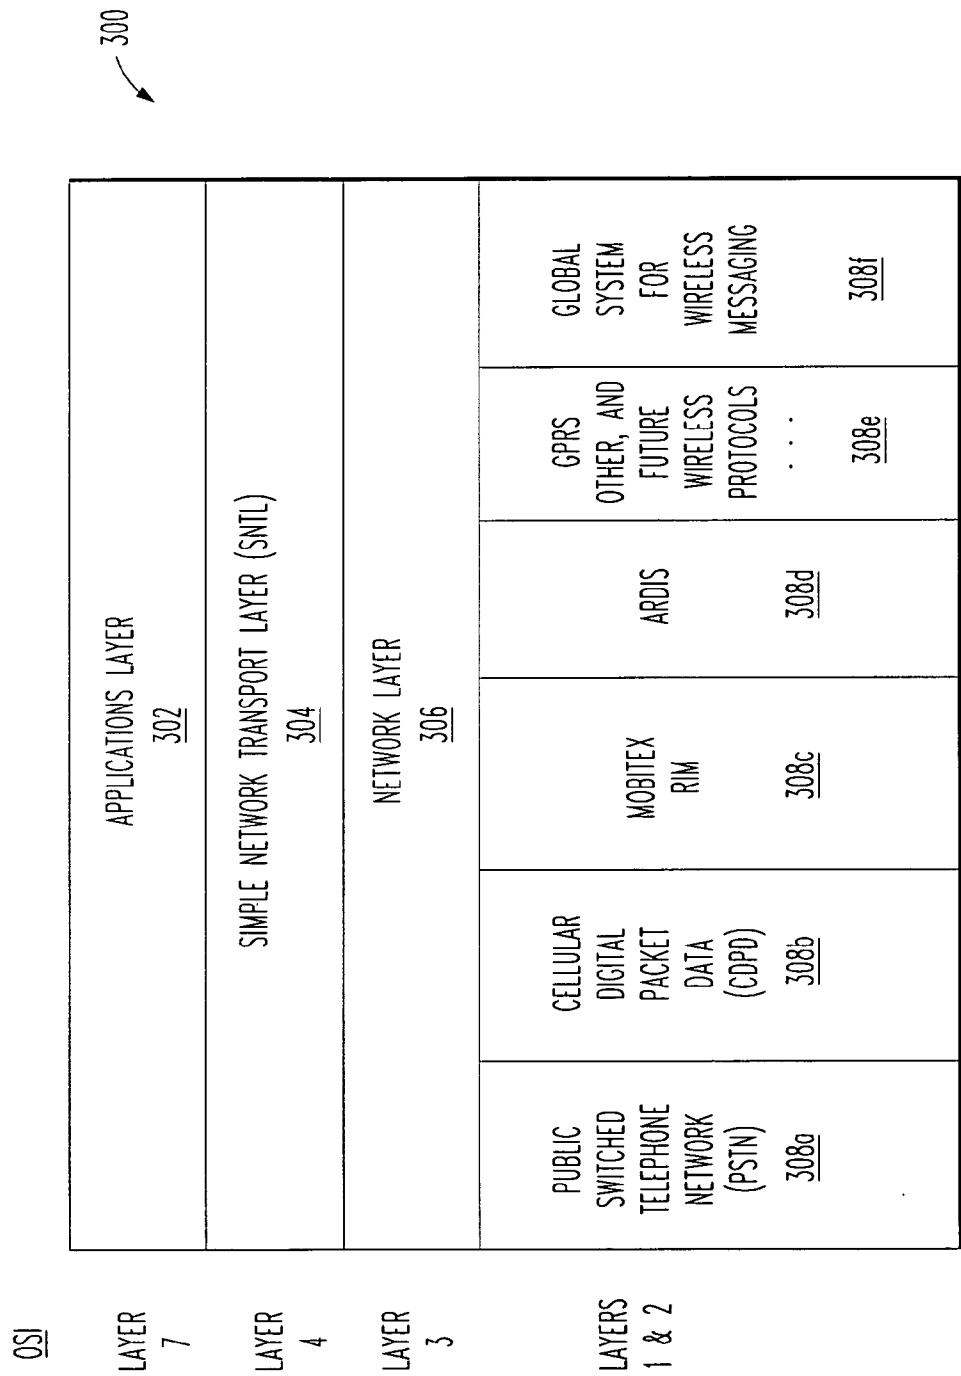 300
OSI
LAYER
7
APPLICATIONS LAYER
302
LAYER
4
SIMPLE NETWORK TRANSPORT LAYER (SNTL)
304
LAYER
3
NETWORK LAYER
306
LAYERS
1 & 2
PUBLIC
SWITCHED
TELEPHONE
NETWORK
(PSTN)
308a
CELLULAR
DIGITAL
PACKET
DATA
(CDPD)
308b
MOBITEX
RIM
308c
ARDIS
308d
GPRS
OTHER, AND
FUTURE
WIRELESS
PROTOCOLS
. . .
308e
GLOBAL
SYSTEM
FOR
WIRELESS
MESSAGING
308f